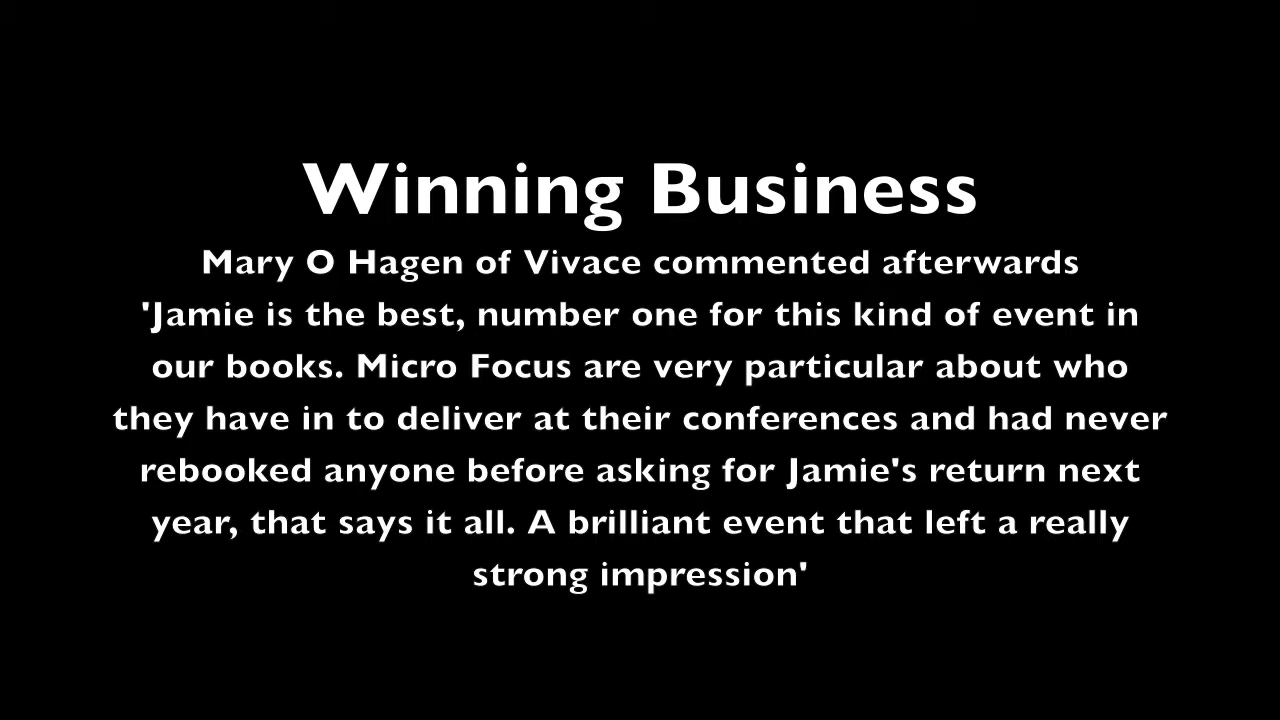 Winning Business
Mary O Hagen of Vivace commented afterwards
'Jamie is the best, number one for this kind of event in
our books. Micro Focus are very particular about who
they have in to deliver at their conferences and had never
rebooked anyone before asking for Jamie's return next
year, that says it all. A brilliant event that left a really
strong impression'